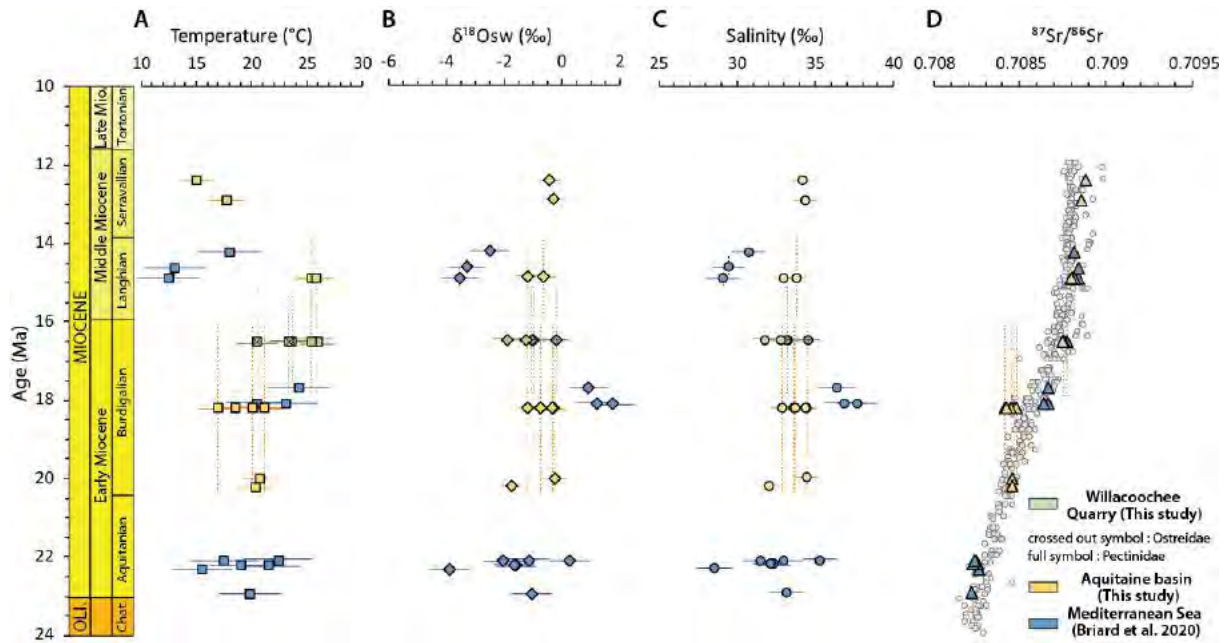 A B C D
Temperature (°C) δ¹⁸Osw (‰) Salinity (‰) ⁸⁷Sr/⁸⁶Sr
10 15 20 25 30 -6 -4 -2 0 2 25 30 35 40 0.708 0.7085 0.709 0.7095
10
12
14
16
18
20
22
24
Age (Ma)
MIOCENE
OLI.
Late Mio.
Middle Miocene
Early Miocene
Tortonian
Serravallian
Langhian
Burdigalian
Aquitanian
Chat.
Willacoochee
Quarry (This study)
crossed out symbol : Ostreidae
full symbol : Pectinidae
Aquitaine basin
(This study)
Mediterranean Sea
(Briard et al. 2020)